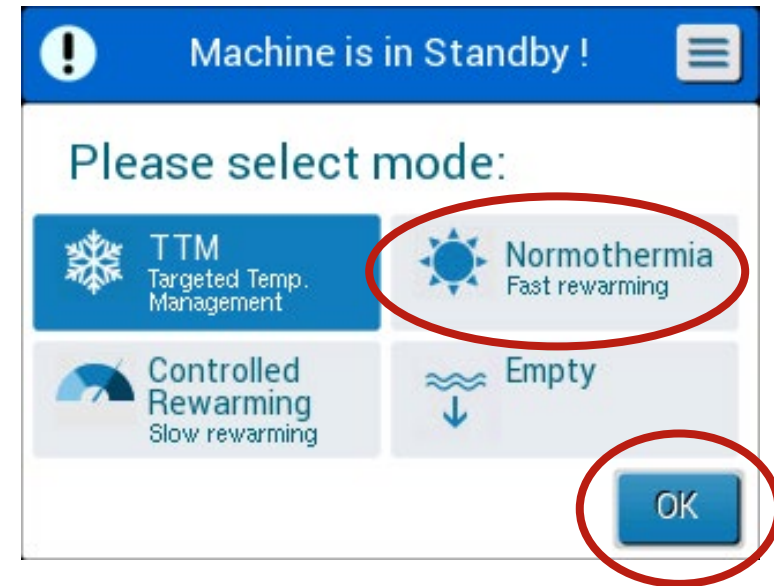 Machine is in Standby !
Please select mode:
TTM
Targeted Temp.
Management
Normothermia
Fast rewarming
Controlled
Rewarming
Slow rewarming
Empty
OK